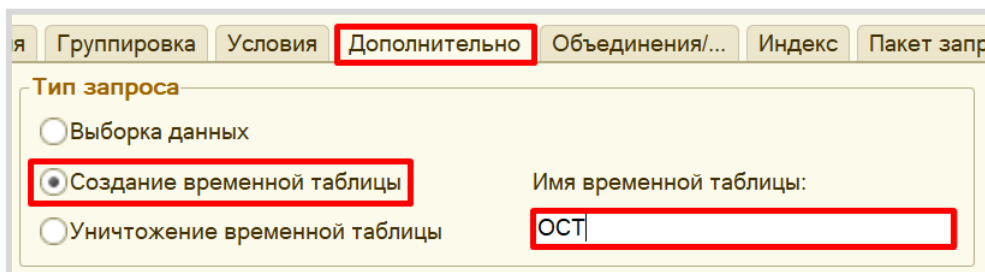 я Группировка Условия Дополнительно Объединения/... Индекс Пакет запр
Тип запроса
Выборка данных
Создание временной таблицы Имя временной таблицы:
Уничтожение временной таблицы ОСТ